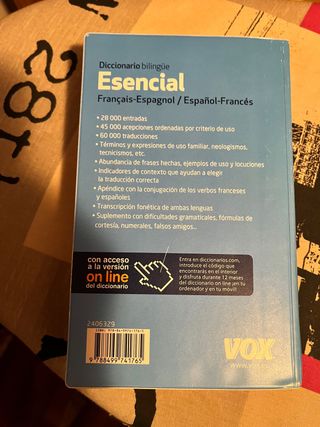 Diccionario bilingüe
Esencial
Français-Espagnol / Español-Francés
• 28 000 entradas
• 45 000 acepciones ordenadas por criterio de uso
• 60 000 traducciones
• Términos y expresiones de uso familiar, neologismos,
tecnicismos, etc.
• Abundancia de frases hechas, ejemplos de uso y locuciones
• Indicadores de contexto que ayudan a elegir
la traducción correcta
• Apéndice con la conjugación de los verbos franceses
y españoles
• Transcripción fonética de ambas lenguas
• Suplemento con dificultades gramaticales, fórmulas de
cortesía, numerales, falsos amigos...
con acceso
a la versión
on line
del diccionario
Entra en diccionarios.com,
introduce el código que
encontrarás en el interior
y disfruta durante 12 meses
del diccionario on line ¡en tu
ordenador y en tu móvil!
2406329
9 788499 741765
VOX